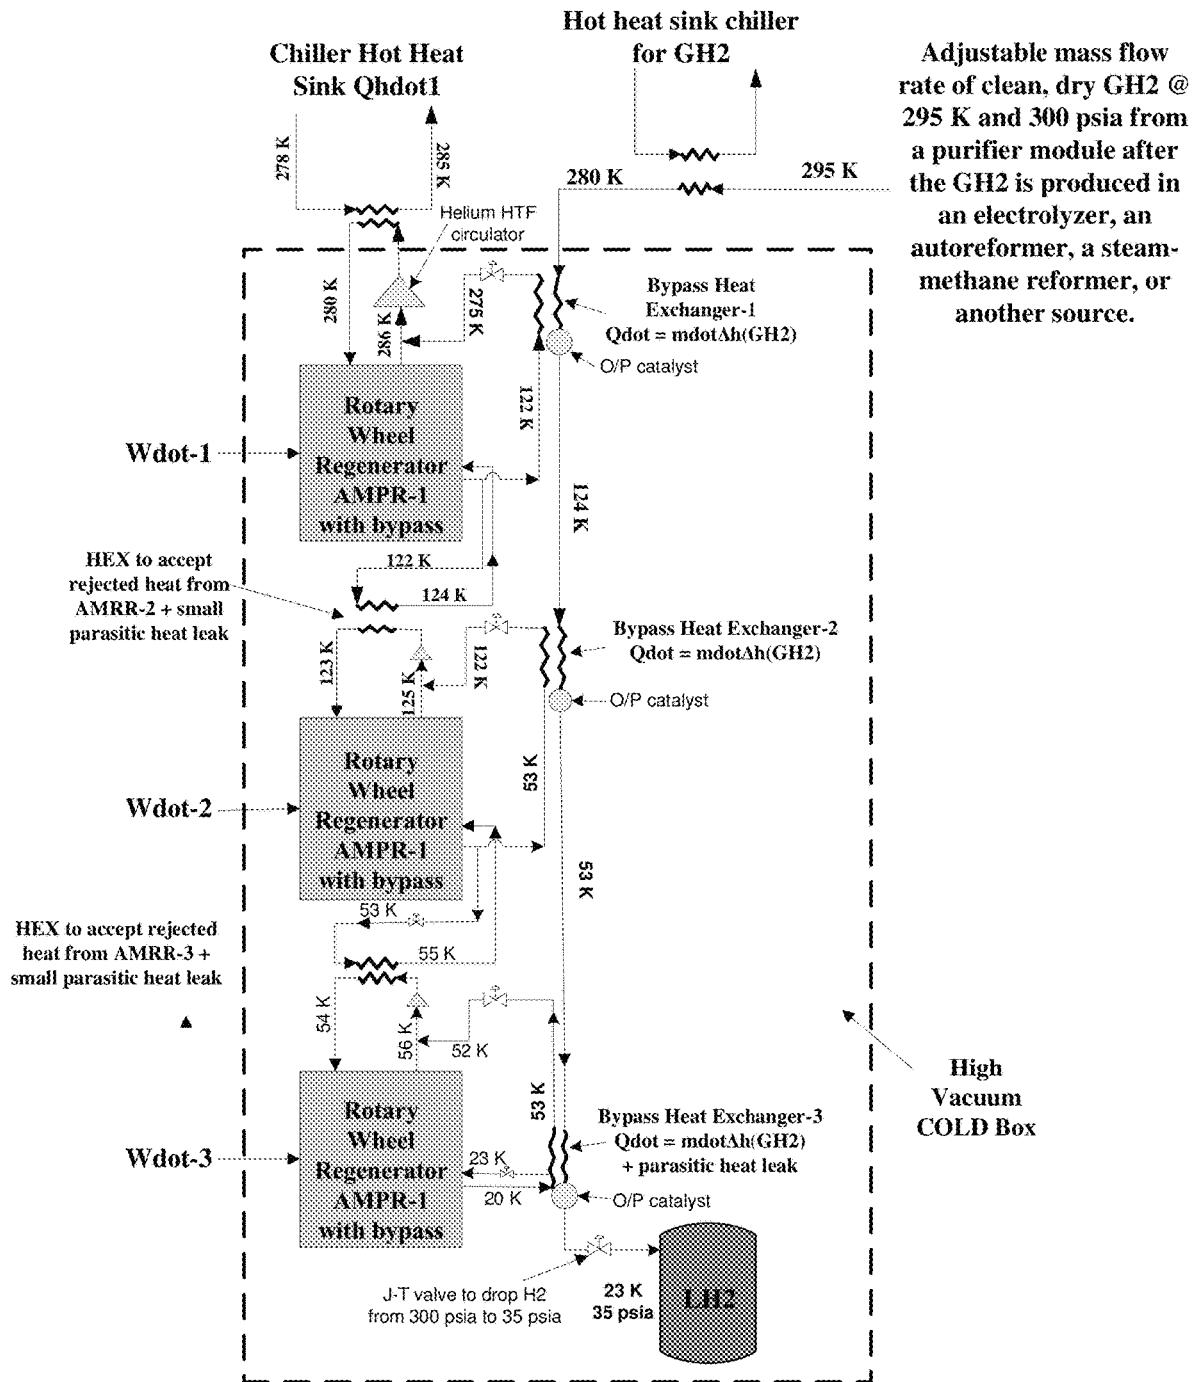 Hot heat sink chiller
for GH2
Chiller Hot Heat
Sink Qhdot1
Adjustable mass flow
rate of clean, dry GH2 @
295 K and 300 psia from
a purifier module after
the GH2 is produced in
an electrolyzer, an
autoreformer, a steam-
methane reformer, or
another source.
278 K
285 K
280 K
295 K
Helium HTF
circulator
280 K
286 K
275 K
Bypass Heat
Exchanger-1
Qdot = mdotΔh(GH2)
O/P catalyst
122 K
Rotary
Wheel
Regenerator
AMPR-1
with bypass
Wdot-1
124 K
HEX to accept
rejected heat from
AMRR-2 + small
parasitic heat leak
122 K
124 K
123 K
125 K
122 K
Bypass Heat Exchanger-2
Qdot = mdotΔh(GH2)
O/P catalyst
53 K
Rotary
Wheel
Regenerator
AMPR-1
with bypass
Wdot-2
53 K
53 K
55 K
HEX to accept rejected
heat from AMRR-3 +
small parasitic heat leak
54 K
56 K
52 K
53 K
High
Vacuum
COLD Box
Rotary
Wheel
Regenerator
AMPR-1
with bypass
Wdot-3
23 K
20 K
Bypass Heat Exchanger-3
Qdot = mdotΔh(GH2)
+ parasitic heat leak
O/P catalyst
J-T valve to drop H2
from 300 psia to 35 psia
23 K
35 psia
LH2